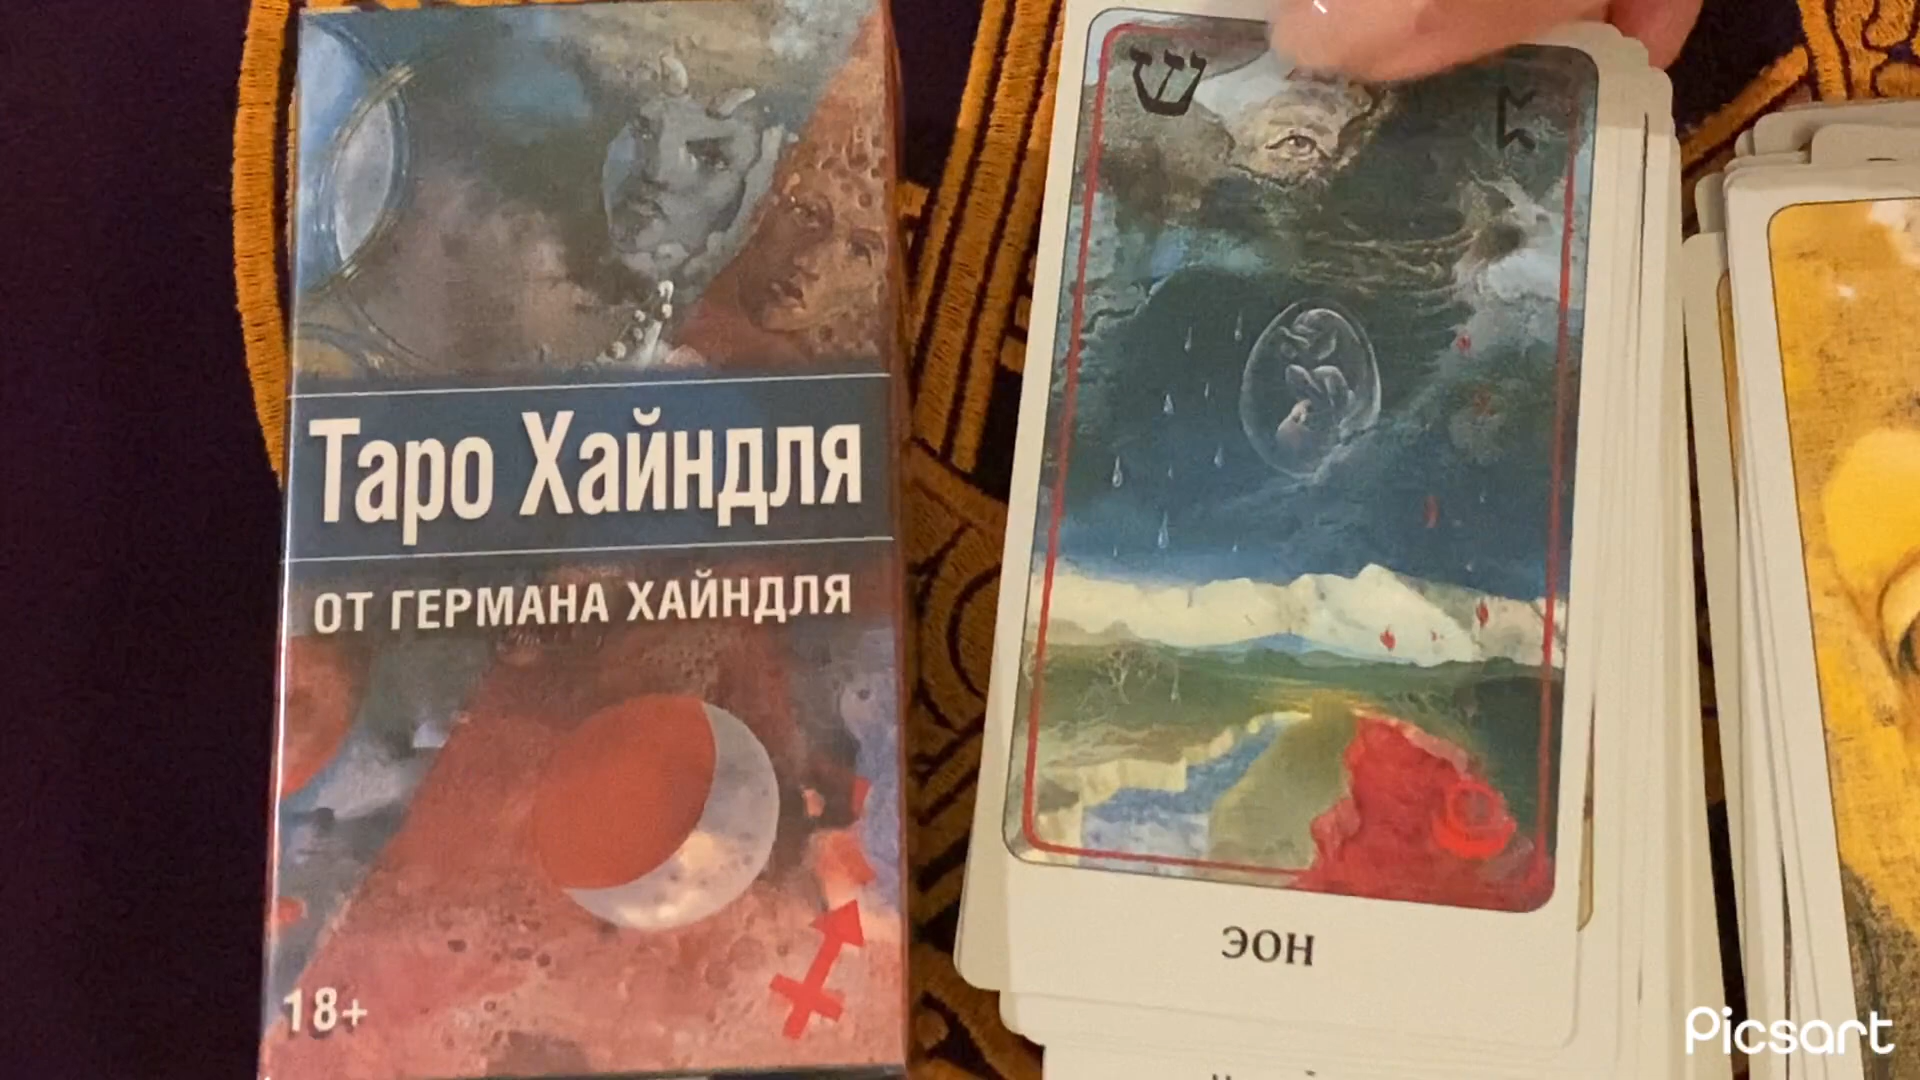 Таро Хайндля
ОТ ГЕРМАНА ХАЙНДЛЯ
18+
ש
ᛈ
ЭОН
Picsart